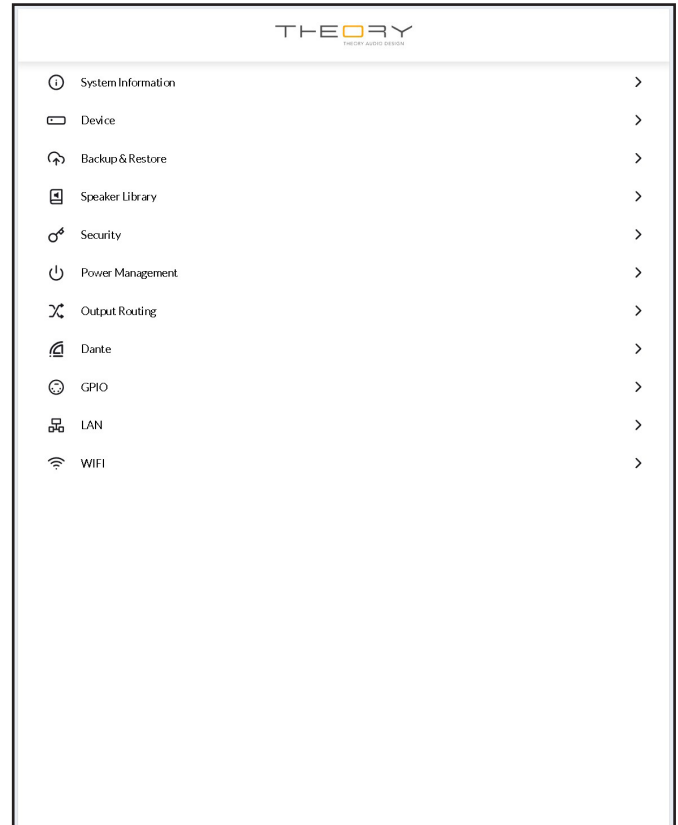 THEORY
THEORY AUDIO DESIGN
System Information
Device
Backup & Restore
Speaker Library
Security
Power Management
Output Routing
Dante
GPIO
LAN
WIFI